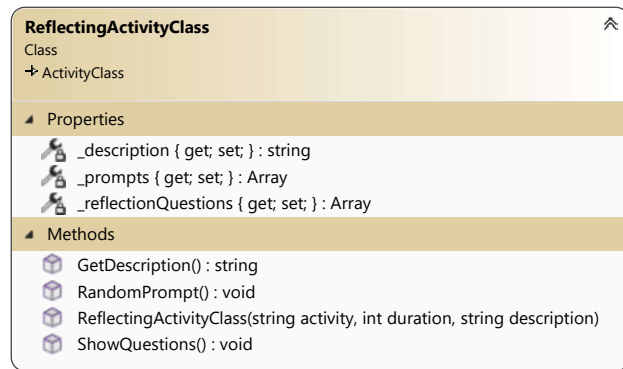 ReflectingActivityClass
Class
ActivityClass
Properties
_description { get; set; } : string
_prompts { get; set; } : Array
_reflectionQuestions { get; set; } : Array
Methods
GetDescription() : string
RandomPrompt() : void
ReflectingActivityClass(string activity, int duration, string description)
ShowQuestions() : void